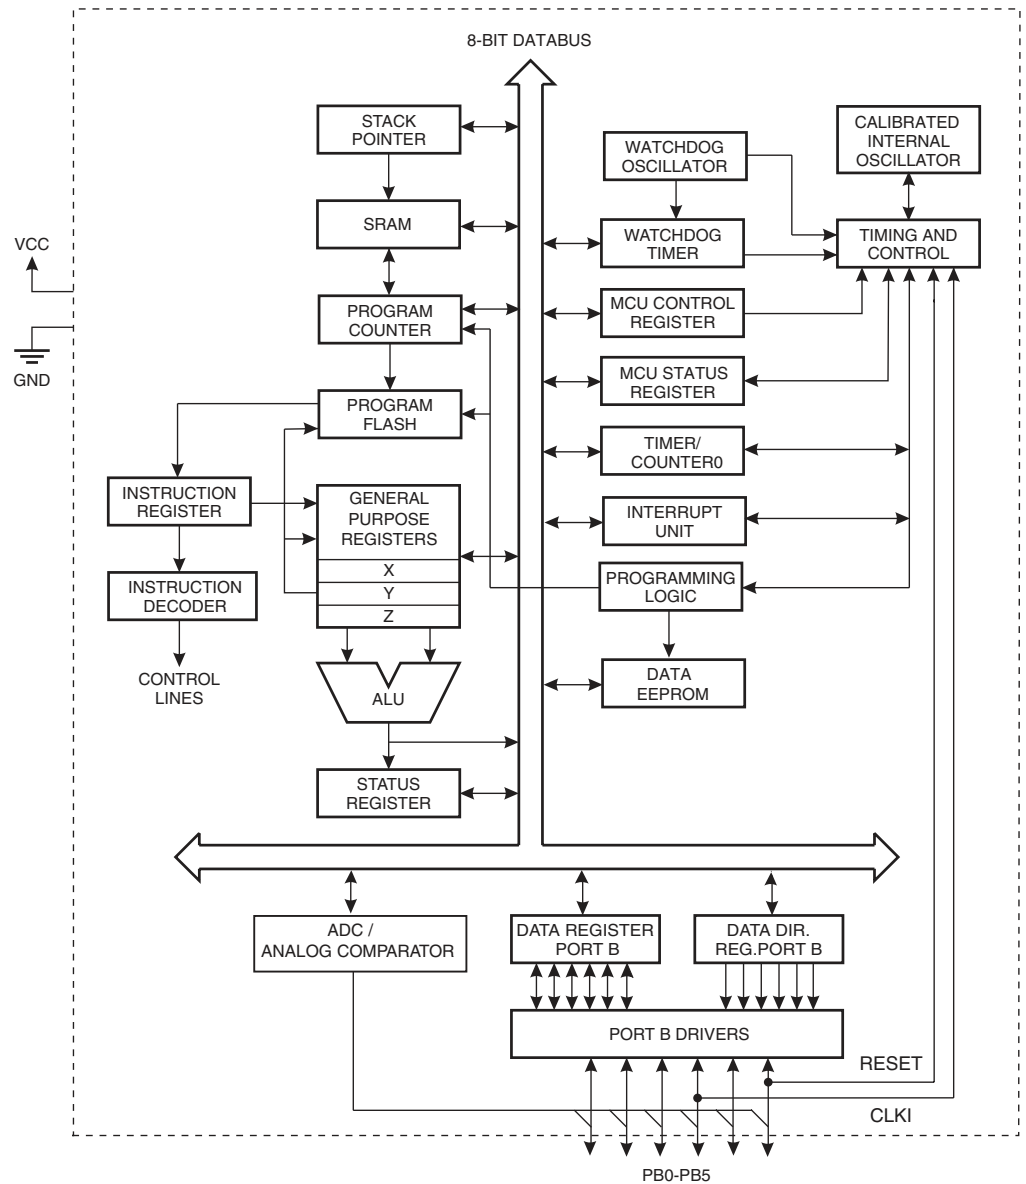 8-BIT DATABUS
STACK
POINTER
SRAM
PROGRAM
COUNTER
PROGRAM
FLASH
VCC
GND
INSTRUCTION
REGISTER
INSTRUCTION
DECODER
CONTROL
LINES
GENERAL
PURPOSE
REGISTERS
X
Y
Z
ALU
STATUS
REGISTER
WATCHDOG
OSCILLATOR
WATCHDOG
TIMER
MCU CONTROL
REGISTER
MCU STATUS
REGISTER
TIMER/
COUNTER0
INTERRUPT
UNIT
PROGRAMMING
LOGIC
DATA
EEPROM
CALIBRATED
INTERNAL
OSCILLATOR
TIMING AND
CONTROL
ADC /
ANALOG COMPARATOR
DATA REGISTER
PORT B
DATA DIR.
REG.PORT B
PORT B DRIVERS
RESET
CLKI
PB0-PB5